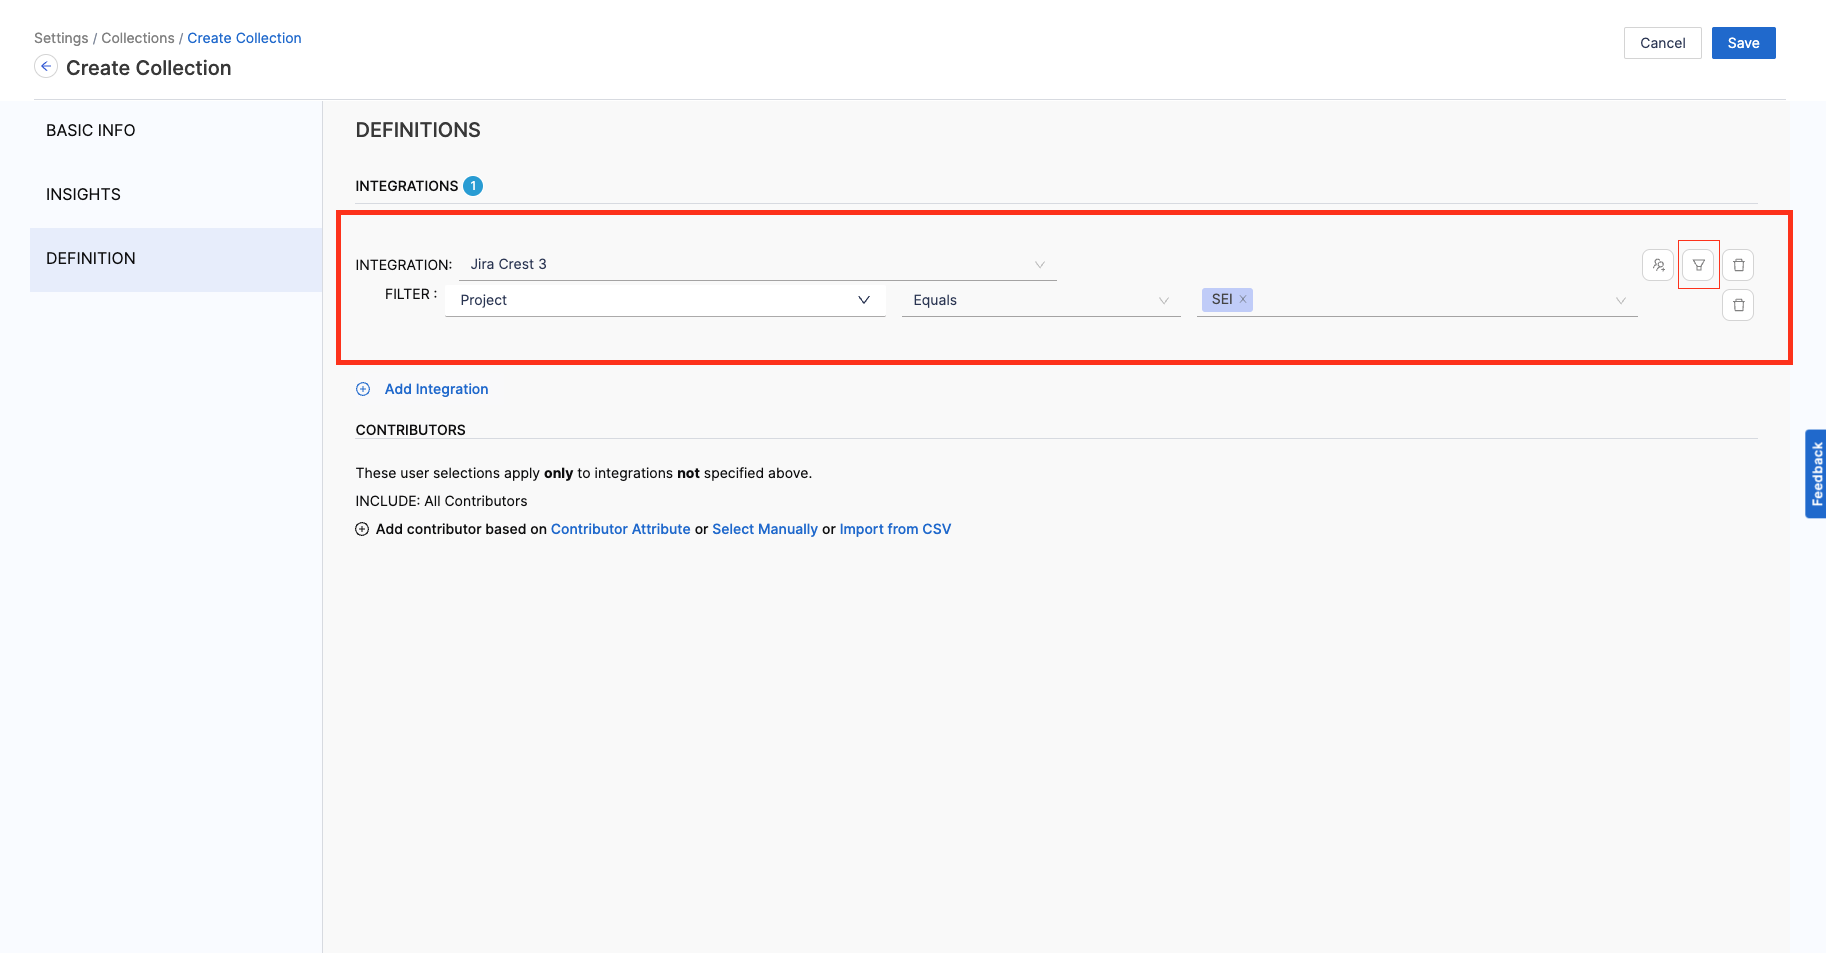 Settings / Collections / Create Collection
Create Collection
Cancel
Save
BASIC INFO
INSIGHTS
DEFINITION
DEFINITIONS
INTEGRATIONS 1
INTEGRATION: Jira Crest 3
FILTER : Project Equals SEI
Add Integration
CONTRIBUTORS
These user selections apply only to integrations not specified above.
INCLUDE: All Contributors
Add contributor based on Contributor Attribute or Select Manually or Import from CSV
Feedback